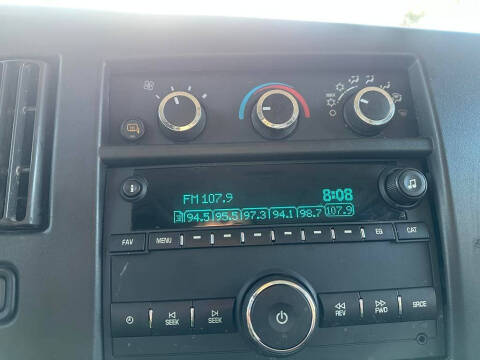 FM 107.9 8:08
94.5 95.5 97.3 94.1 98.7 107.9
FAV MENU EQ CAT
SEEK SEEK REV FWD SRCE